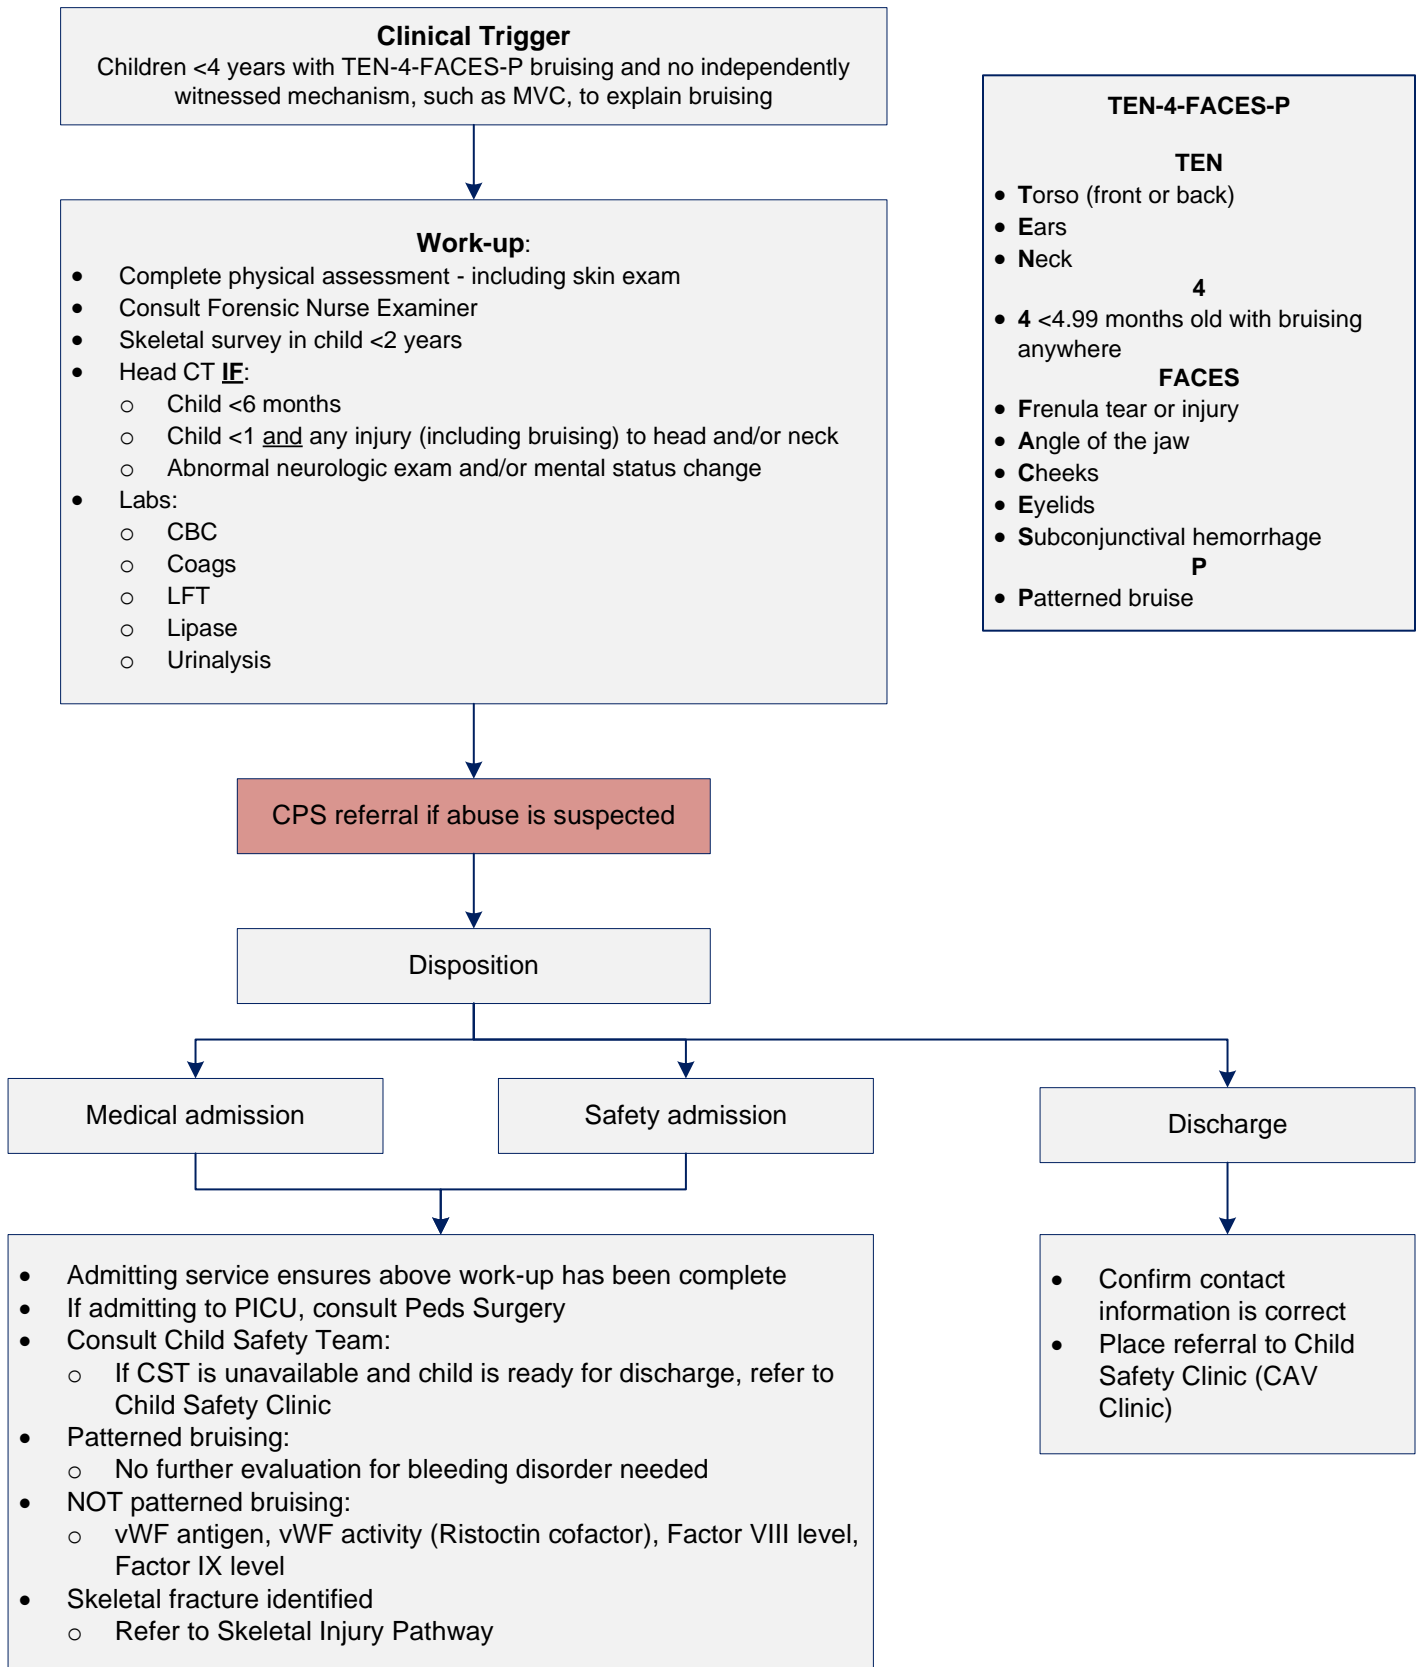 Clinical Trigger
Children <4 years with TEN-4-FACES-P bruising and no independently
witnessed mechanism, such as MVC, to explain bruising
TEN-4-FACES-P
TEN
• Torso (front or back)
• Ears
• Neck
4
• 4 <4.99 months old with bruising
anywhere
FACES
• Frenula tear or injury
• Angle of the jaw
• Cheeks
• Eyelids
• Subconjunctival hemorrhage
P
• Patterned bruise
Work-up:
• Complete physical assessment - including skin exam
• Consult Forensic Nurse Examiner
• Skeletal survey in child <2 years
• Head CT IF:
o Child <6 months
o Child <1 and any injury (including bruising) to head and/or neck
o Abnormal neurologic exam and/or mental status change
• Labs:
o CBC
o Coags
o LFT
o Lipase
o Urinalysis
CPS referral if abuse is suspected
Disposition
Medical admission
Safety admission
Discharge
• Admitting service ensures above work-up has been complete
• If admitting to PICU, consult Peds Surgery
• Consult Child Safety Team:
o If CST is unavailable and child is ready for discharge, refer to
Child Safety Clinic
• Patterned bruising:
o No further evaluation for bleeding disorder needed
• NOT patterned bruising:
o vWF antigen, vWF activity (Ristoctin cofactor), Factor VIII level,
Factor IX level
• Skeletal fracture identified
o Refer to Skeletal Injury Pathway
• Confirm contact
information is correct
• Place referral to Child
Safety Clinic (CAV
Clinic)